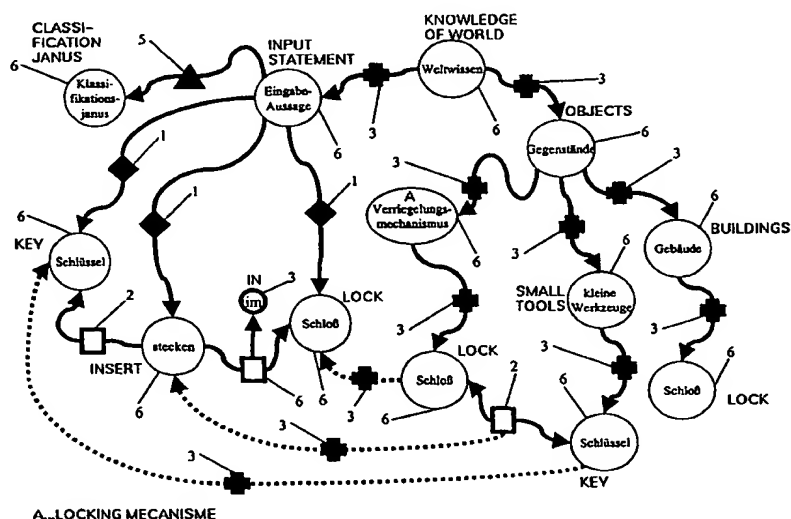 CLASSI-
FICATION
JANUS
6
Klassi-
fikations-
janus
5
INPUT
STATEMENT
Eingabe-
Aussage
6
KNOWLEDGE
OF WORLD
Weltwissen
3
6
3
OBJECTS
6
Gegenstände
3
3
1
1
1
6
KEY
Schlüssel
A
Verriegelungs-
mechanismus
6
3
6
BUILDINGS
Gebäude
6
SMALL
TOOLS
kleine
Werkzeuge
IN
3
im
LOCK
Schloß
6
2
INSERT
stecken
6
6
3
3
3
3
LOCK
Schloß
6
2
6
Schlüssel
KEY
6
Schloß
LOCK
3
3
A...LOCKING MECANISME